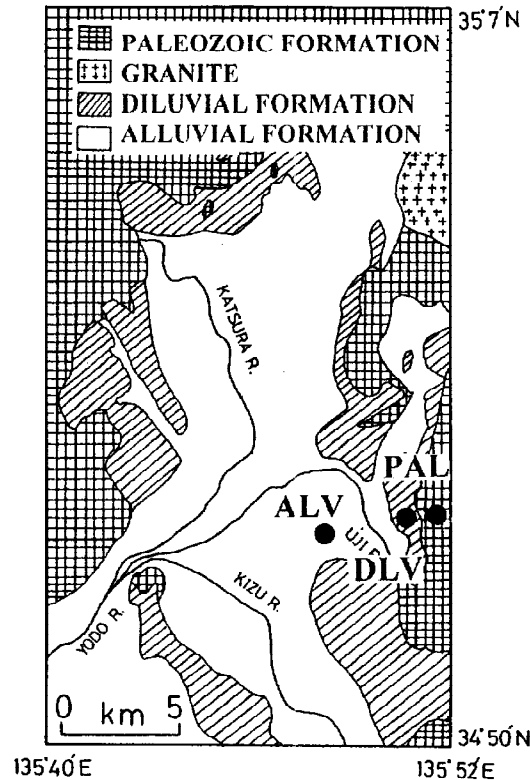 35°7'
PALEOZOIC FORMATION
GRANITE
DILUVIAL FORMATION
ALLUVIAL FORMATION
KATSURA R.
PAL
ALV
UJI
DLV
KIZU R.
YODO R.
0 km 5
34°50'N
135°40'E 135°52'E